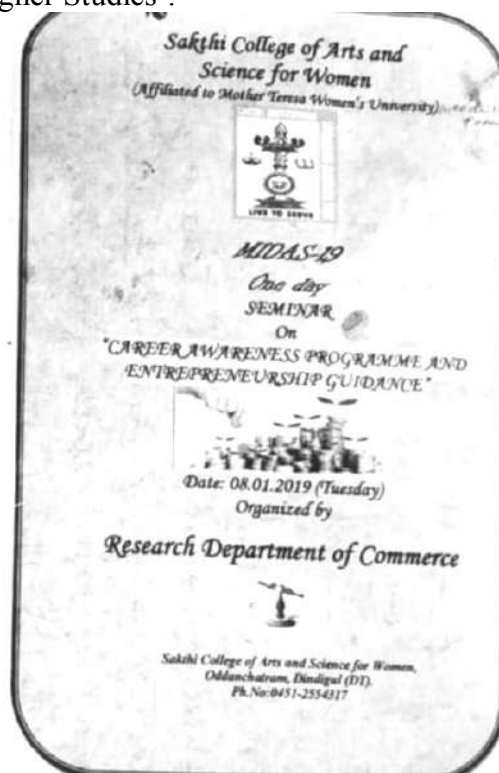 gher Studies".
Sakthi College of Arts and
Science for Women
(Affiliated to Mother Teresa Women's University)
LIVE TO SERVE
MIDAS-19
One day
SEMINAR
On
"CAREER AWARENESS PROGRAMME AND
ENTREPRENEURSHIP GUIDANCE"
Date: 08.01.2019 (Tuesday)
Organized by
Research Department of Commerce
Sakthi College of Arts and Science for Women,
Oddanchatram, Dindigul (DT).
Ph.No:0451-2554317